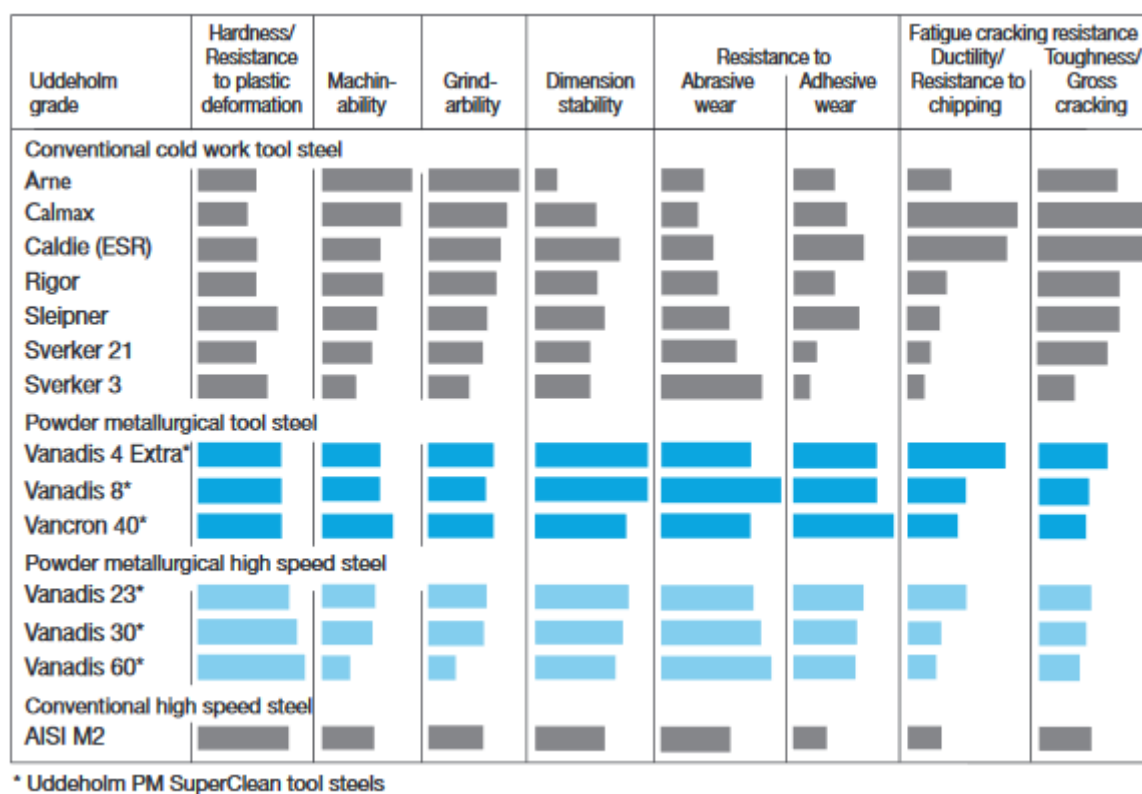 Uddeholm grade
Hardness/ Resistance to plastic deformation
Machin- ability
Grind- arbility
Dimension stability
Resistance to
Abrasive wear
Adhesive wear
Fatigue cracking resistance
Ductility/ Resistance to chipping
Toughness/ Gross cracking
Conventional cold work tool steel
Arne
Calmax
Caldie (ESR)
Rigor
Sleipner
Sverker 21
Sverker 3
Powder metallurgical tool steel
Vanadis 4 Extra*
Vanadis 8*
Vancron 40*
Powder metallurgical high speed steel
Vanadis 23*
Vanadis 30*
Vanadis 60*
Conventional high speed steel
AISI M2
* Uddeholm PM SuperClean tool steels